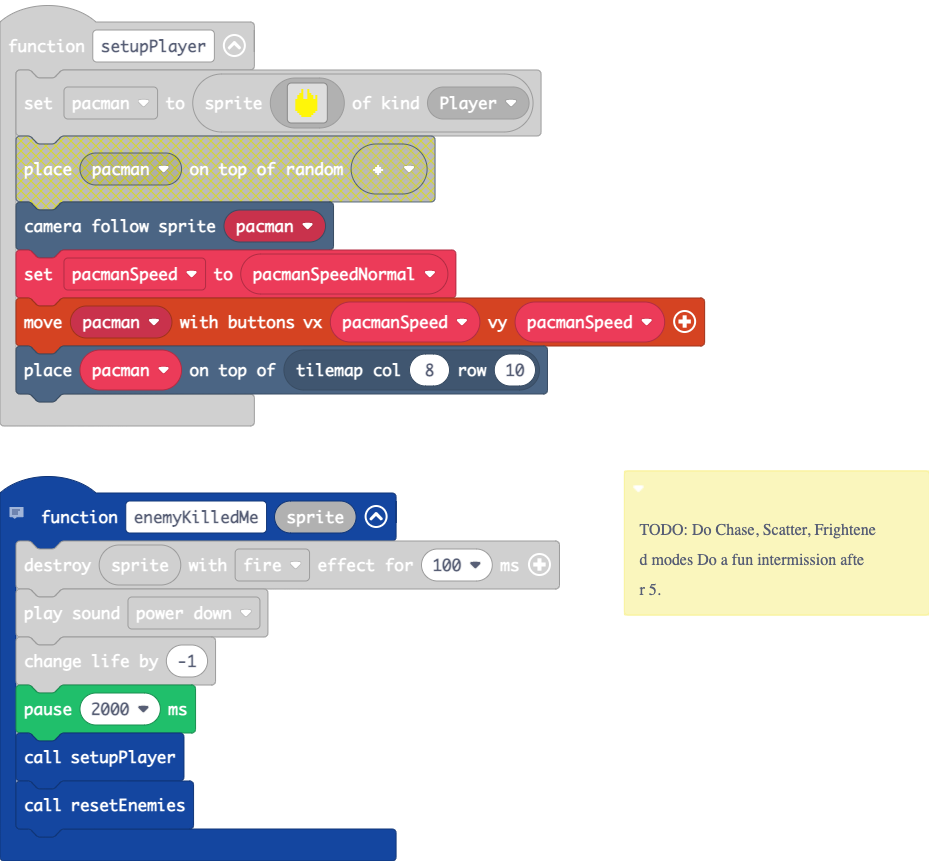 function setupPlayer
set pacman to sprite of kind Player
place pacman on top of random
camera follow sprite pacman
set pacmanSpeed to pacmanSpeedNormal
move pacman with buttons vx pacmanSpeed vy pacmanSpeed
place pacman on top of tilemap col 8 row 10
function enemyKilledMe sprite
destroy sprite with fire effect for 100 ms
play sound power down
change life by -1
pause 2000 ms
call setupPlayer
call resetEnemies
TODO: Do Chase, Scatter, Frightene
d modes Do a fun intermission afte
r 5.